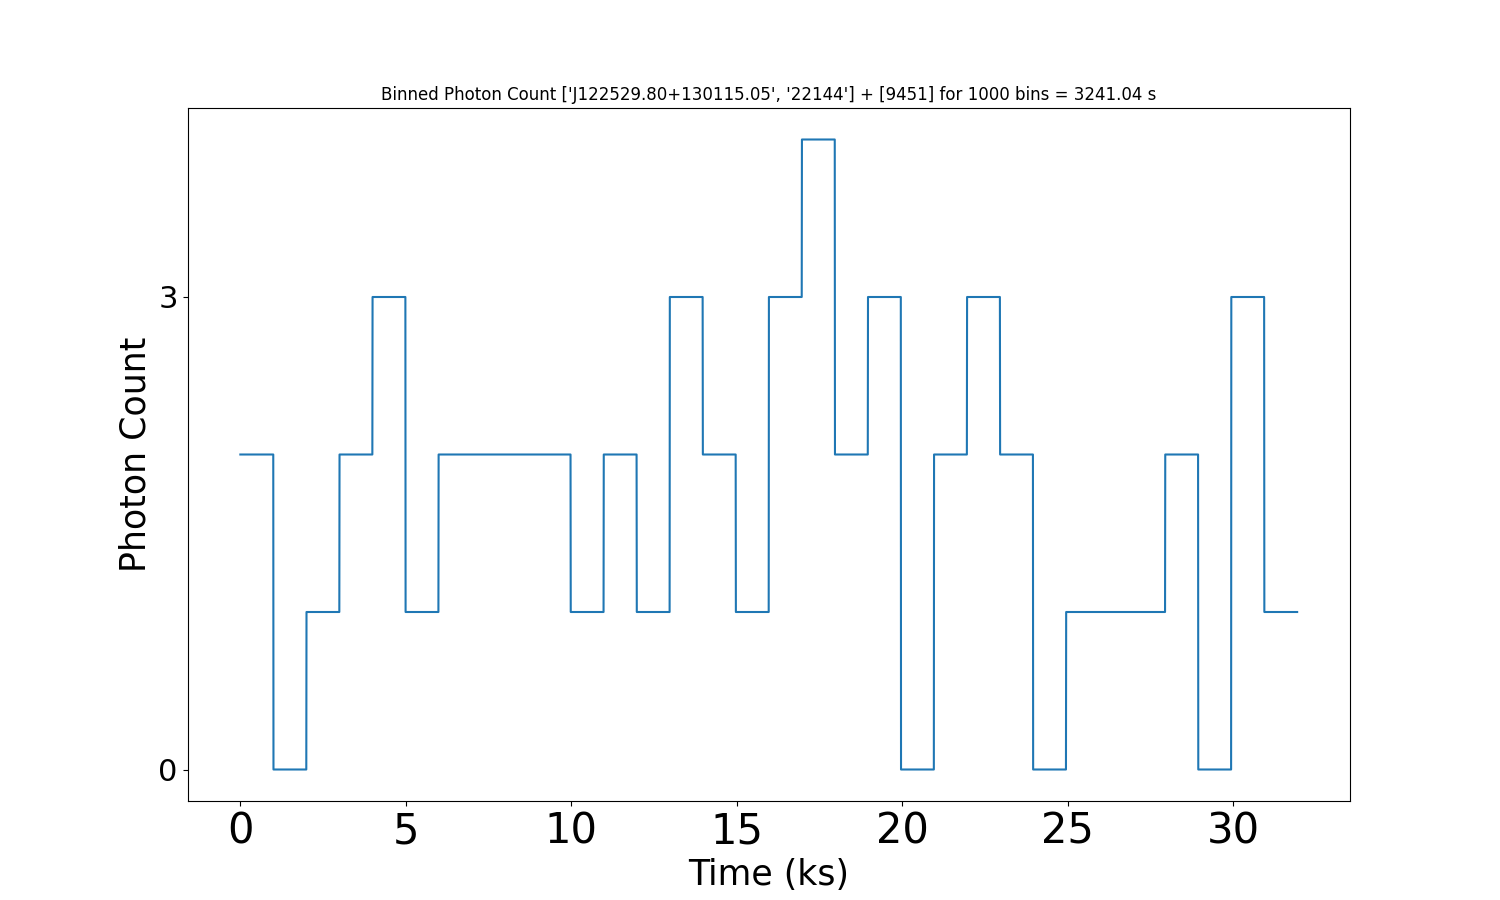 Binned Photon Count ['J122529.80+130115.05', '22144'] + [9451] for 1000 bins = 3241.04 s
3
Photon Count
0
0 5 10 15 20 25 30
Time (ks)